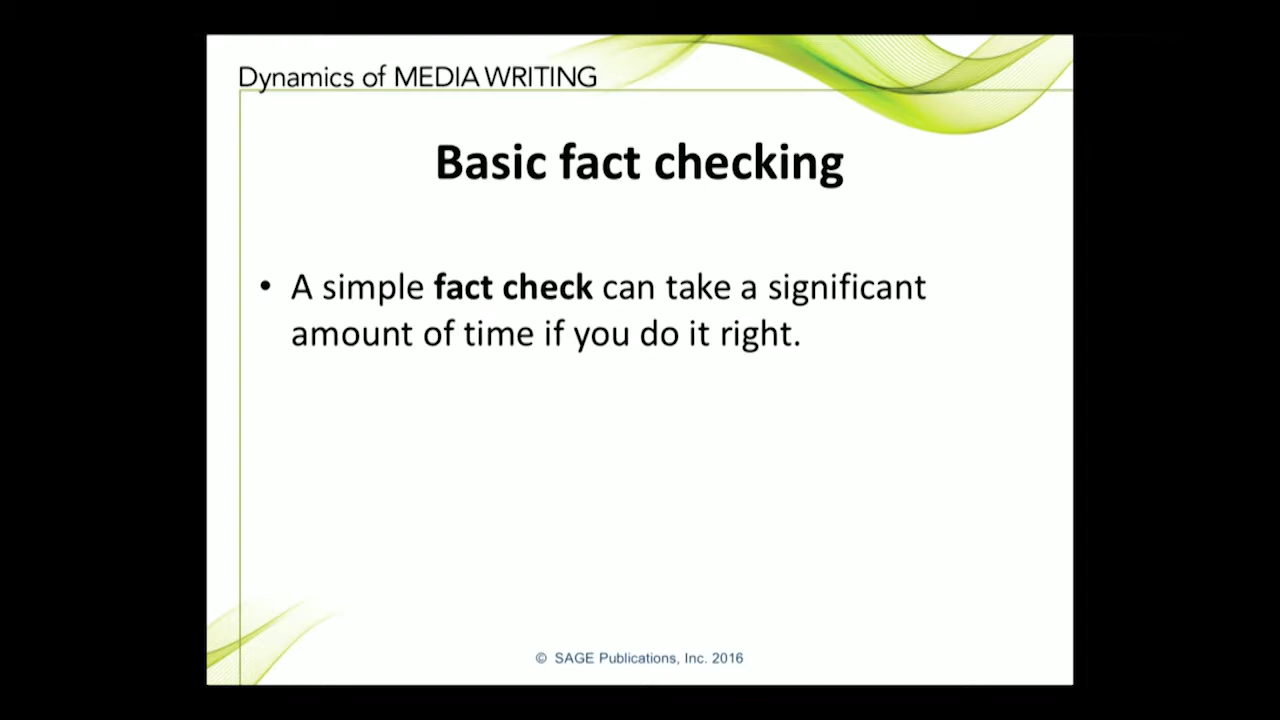 Dynamics of MEDIA WRITING
Basic fact checking
• A simple fact check can take a significant
amount of time if you do it right.
© SAGE Publications, Inc. 2016